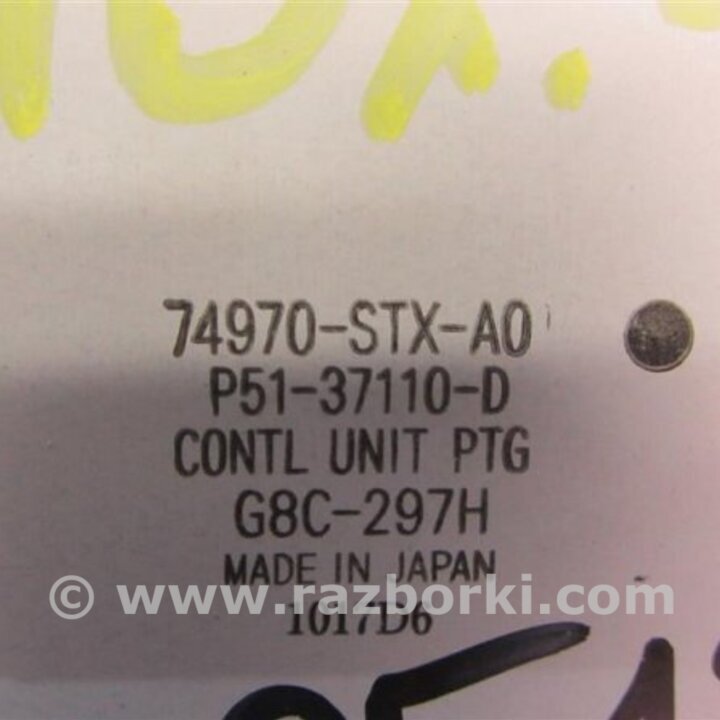 74970-STX-A0
P51-37110-D
CONTL UNIT PTG
G8C-297H
MADE IN JAPAN
© www.razborki.com
1017D6